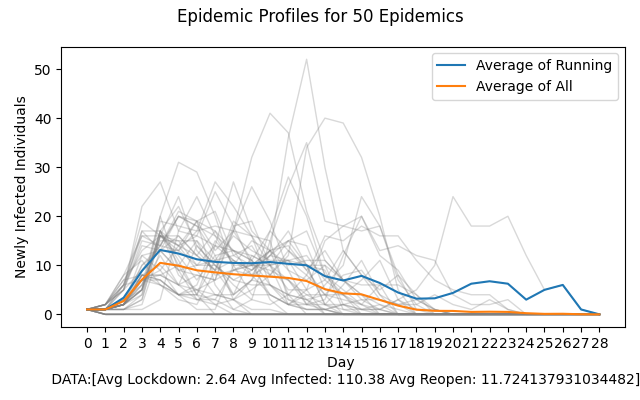 Epidemic Profiles for 50 Epidemics
Average of Running
Average of All
Newly Infected Individuals
50
40
30
20
10
0
0 1 2 3 4 5 6 7 8 9 10 11 12 13 14 15 16 17 18 19 20 21 22 23 24 25 26 27 28
Day
DATA:[Avg Lockdown: 2.64 Avg Infected: 110.38 Avg Reopen: 11.724137931034482]